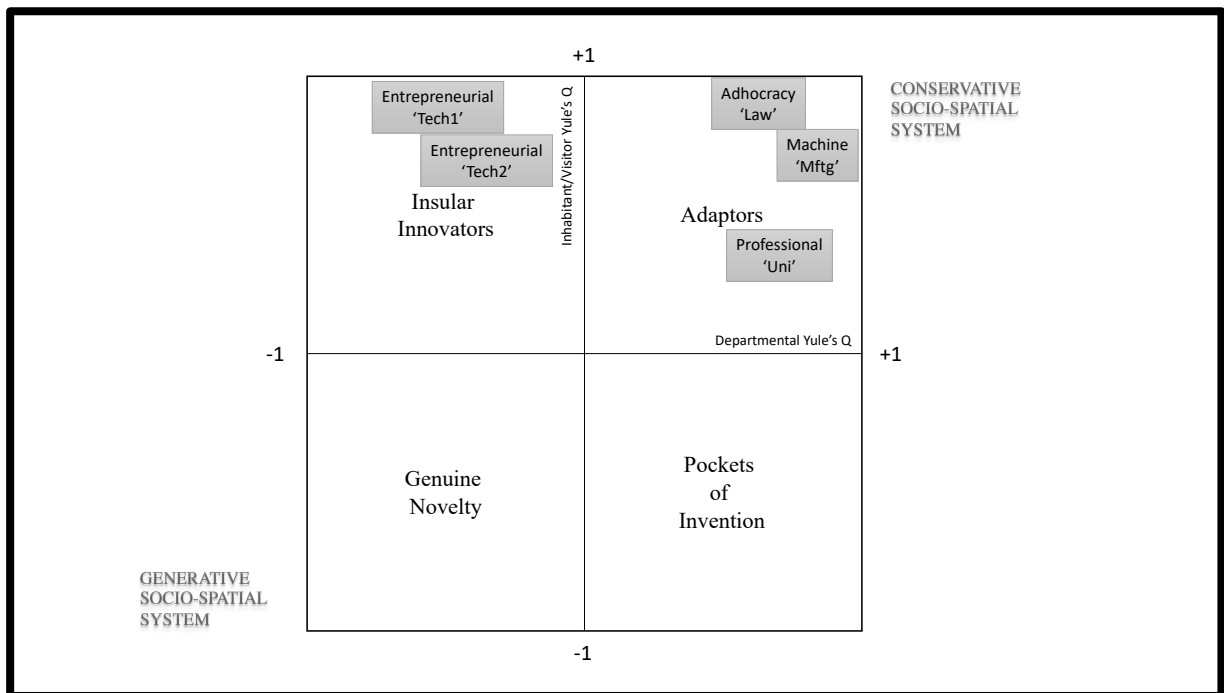 +1
CONSERVATIVE
SOCIO-SPATIAL
SYSTEM
Entrepreneurial
‘Tech1’
Entrepreneurial
‘Tech2’
Insular
Innovators
Inhabitant/Visitor Yule’s Q
Adhocracy
‘Law’
Machine
‘Mftg’
Adaptors
Professional
‘Uni’
Departmental Yule’s Q
-1
+1
Genuine
Novelty
Pockets
of
Invention
GENERATIVE
SOCIO-SPATIAL
SYSTEM
-1